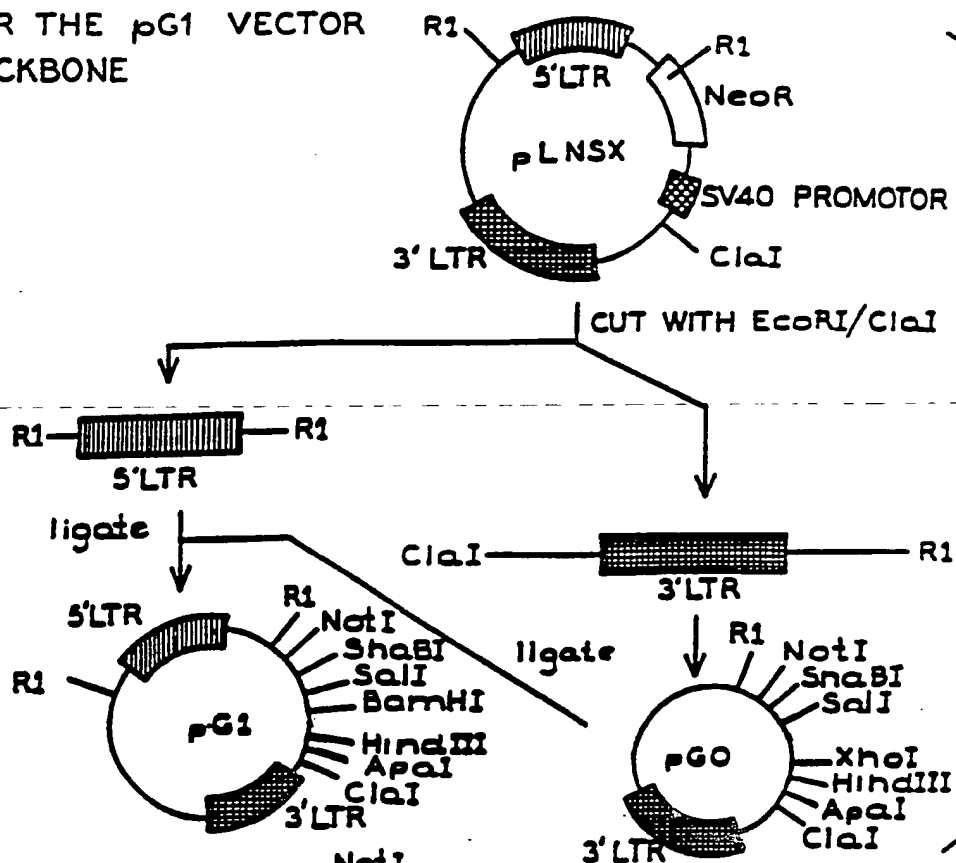 R THE pG1 VECTOR
CKBONE
R1
5'LTR
R1
NeoR
pLNSX
SV40 PROMOTOR
3' LTR
ClaI
CUT WITH EcoRI/ClaI
R1
R1
5'LTR
ligate
ClaI
R1
3'LTR
5'LTR
R1
NotI
SnaBI
SalI
BamHI
R1
pG1
HindIII
ApaI
ClaI
3'LTR
ligate
R1
NotI
SnaBI
SalI
pG0
XhoI
HindIII
ApaI
ClaI
3'LTR
NotI